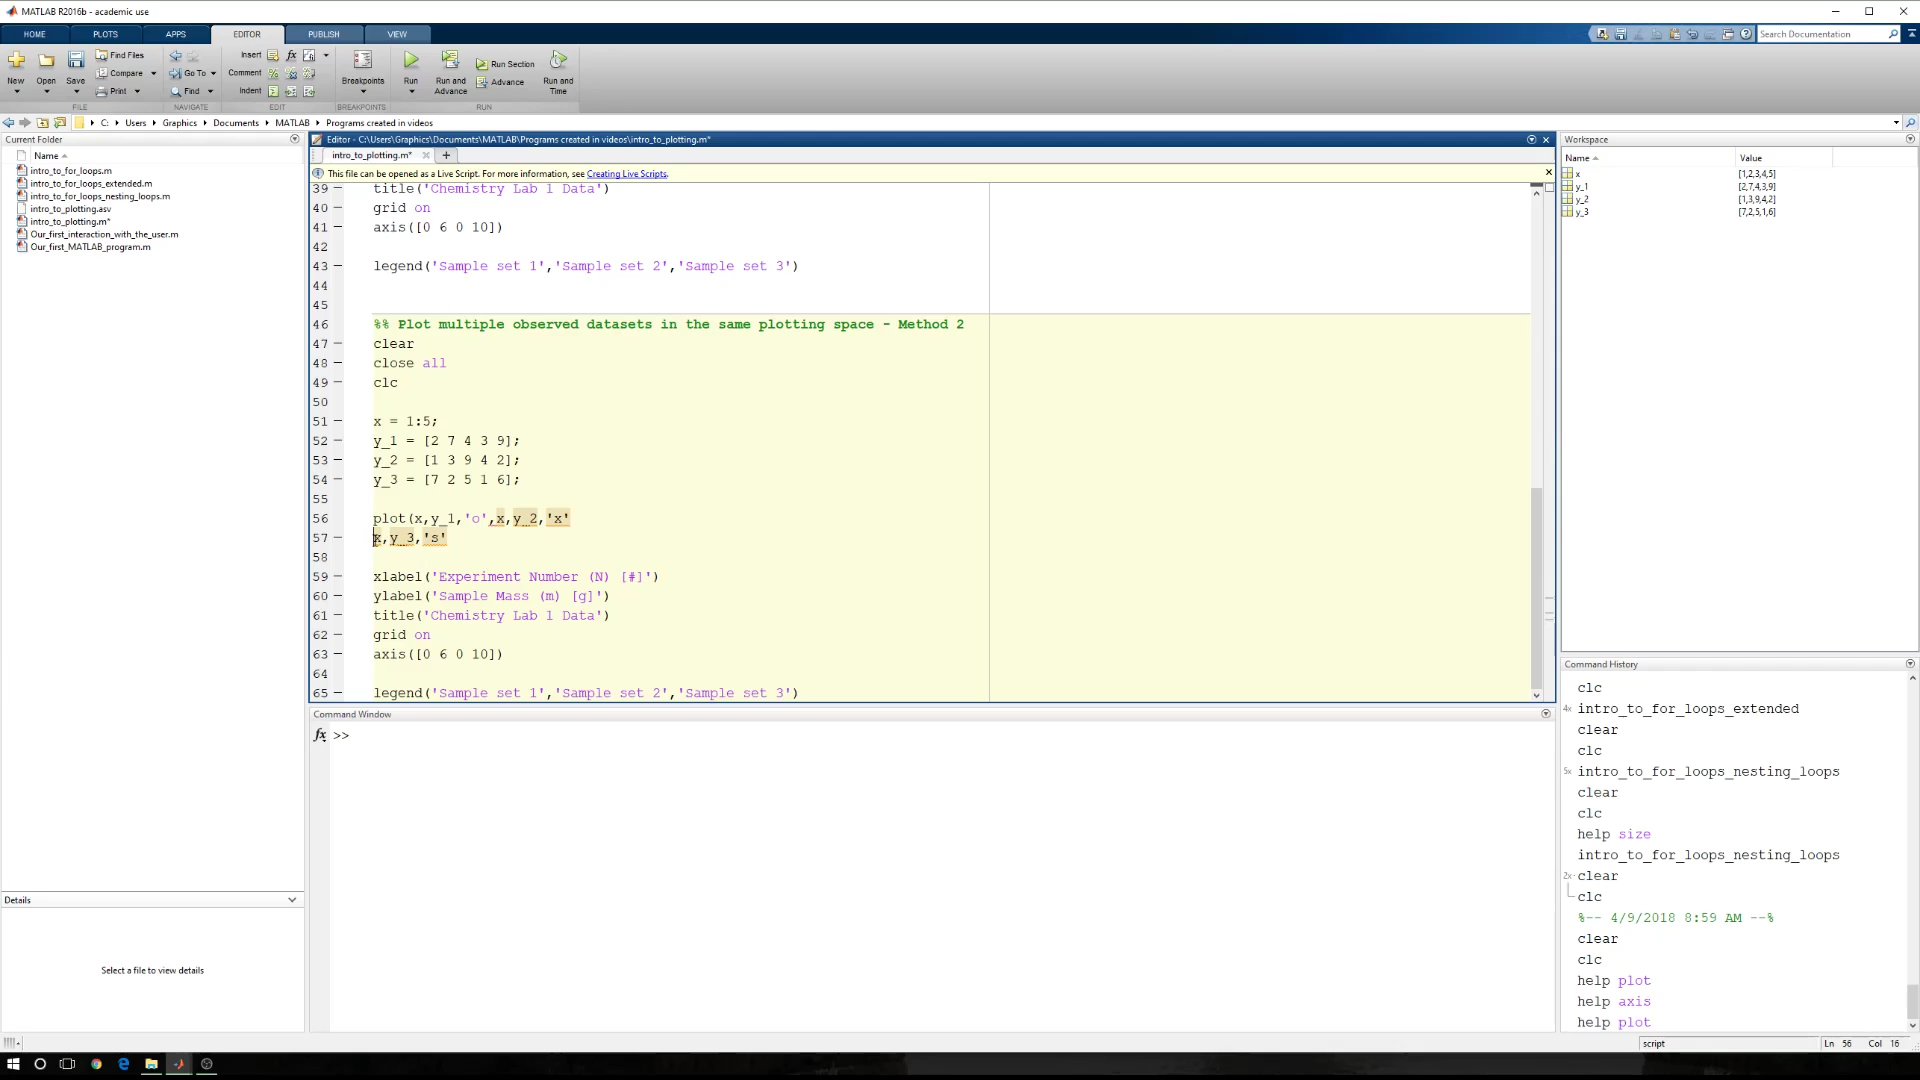 MATLAB R2016b - academic use
HOME PLOTS APPS EDITOR PUBLISH VIEW
Search Documentation
New Open Save Find Files Compare Print
Go To Find
Insert Comment Indent
Breakpoints
Run Run and Advance Run Section Advance Run and Time
FILE NAVIGATE EDIT BREAKPOINTS RUN
C: Users Graphics Documents MATLAB Programs created in videos
Current Folder
Name
intro_to_for_loops.m
intro_to_for_loops_extended.m
intro_to_for_loops_nesting_loops.m
intro_to_plotting.asv
intro_to_plotting.m*
Our_first_interaction_with_the_user.m
Our_first_MATLAB_program.m
Details
Select a file to view details
Editor - C:\Users\Graphics\Documents\MATLAB\Programs created in videos\intro_to_plotting.m*
intro_to_plotting.m*
This file can be opened as a Live Script. For more information, see Creating Live Scripts.
39 title('Chemistry Lab 1 Data')
40 grid on
41 axis([0 6 0 10])
42
43 legend('Sample set 1','Sample set 2','Sample set 3')
44
45
46 %% Plot multiple observed datasets in the same plotting space - Method 2
47 clear
48 close all
49 clc
50
51 x = 1:5;
52 y_1 = [2 7 4 3 9];
53 y_2 = [1 3 9 4 2];
54 y_3 = [7 2 5 1 6];
55
56 plot(x,y_1,'o',x,y_2,'x'
57 x,y_3,'s'
58
59 xlabel('Experiment Number (N) [#]')
60 ylabel('Sample Mass (m) [g]')
61 title('Chemistry Lab 1 Data')
62 grid on
63 axis([0 6 0 10])
64
65 legend('Sample set 1','Sample set 2','Sample set 3')
Command Window
fx >>
Workspace
Name Value
x [1,2,3,4,5]
y_1 [2,7,4,3,9]
y_2 [1,3,9,4,2]
y_3 [7,2,5,1,6]
Command History
clc
4x intro_to_for_loops_extended
clear
clc
5x intro_to_for_loops_nesting_loops
clear
clc
help size
intro_to_for_loops_nesting_loops
2x clear
clc
%-- 4/9/2018 8:59 AM --%
clear
clc
help plot
help axis
help plot
script Ln 56 Col 16